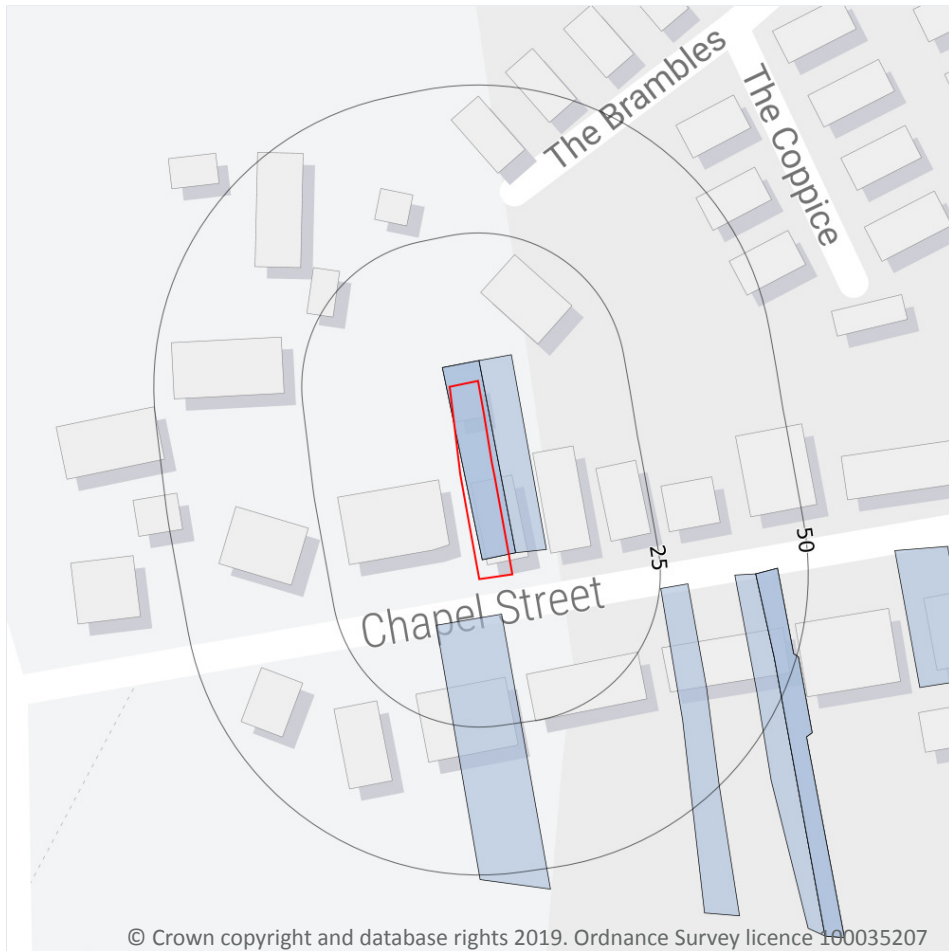 The Brambles
The Coppice
50
25
Chapel Street
© Crown copyright and database rights 2019. Ordnance Survey licence 100035207